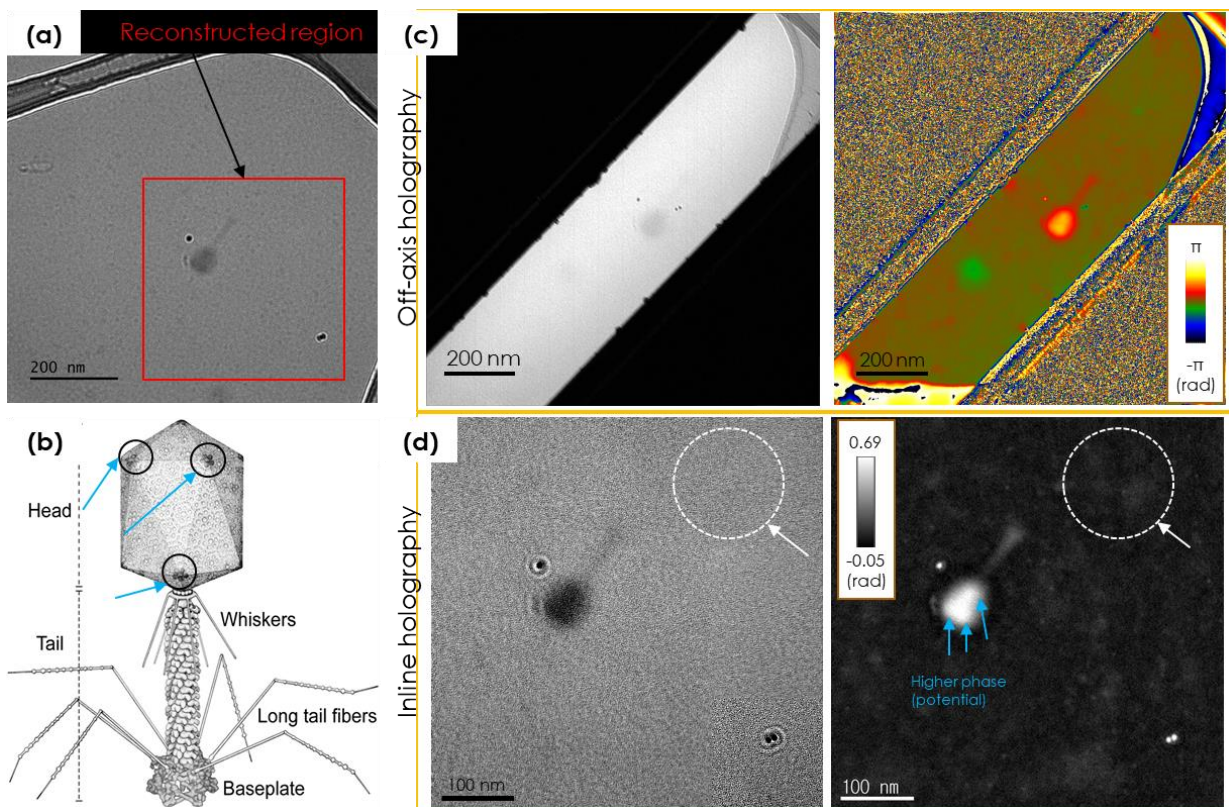 (a)
Reconstructed region
200 nm
(b)
Head
Tail
Whiskers
Long tail fibers
Baseplate
Off-axis holography
(c)
200 nm
200 nm
π
-π
(rad)
Inline holography
(d)
100 nm
0.69
-0.05
(rad)
Higher phase
(potential)
100 nm